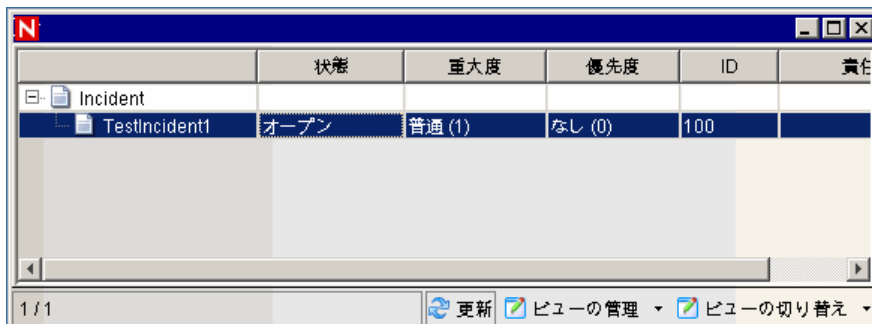 N
状態 重大度 優先度 ID 責任
Incident
TestIncident1 オープン 普通 (1) なし (0) 100
1 / 1 更新 ビューの管理 ビューの切り替え